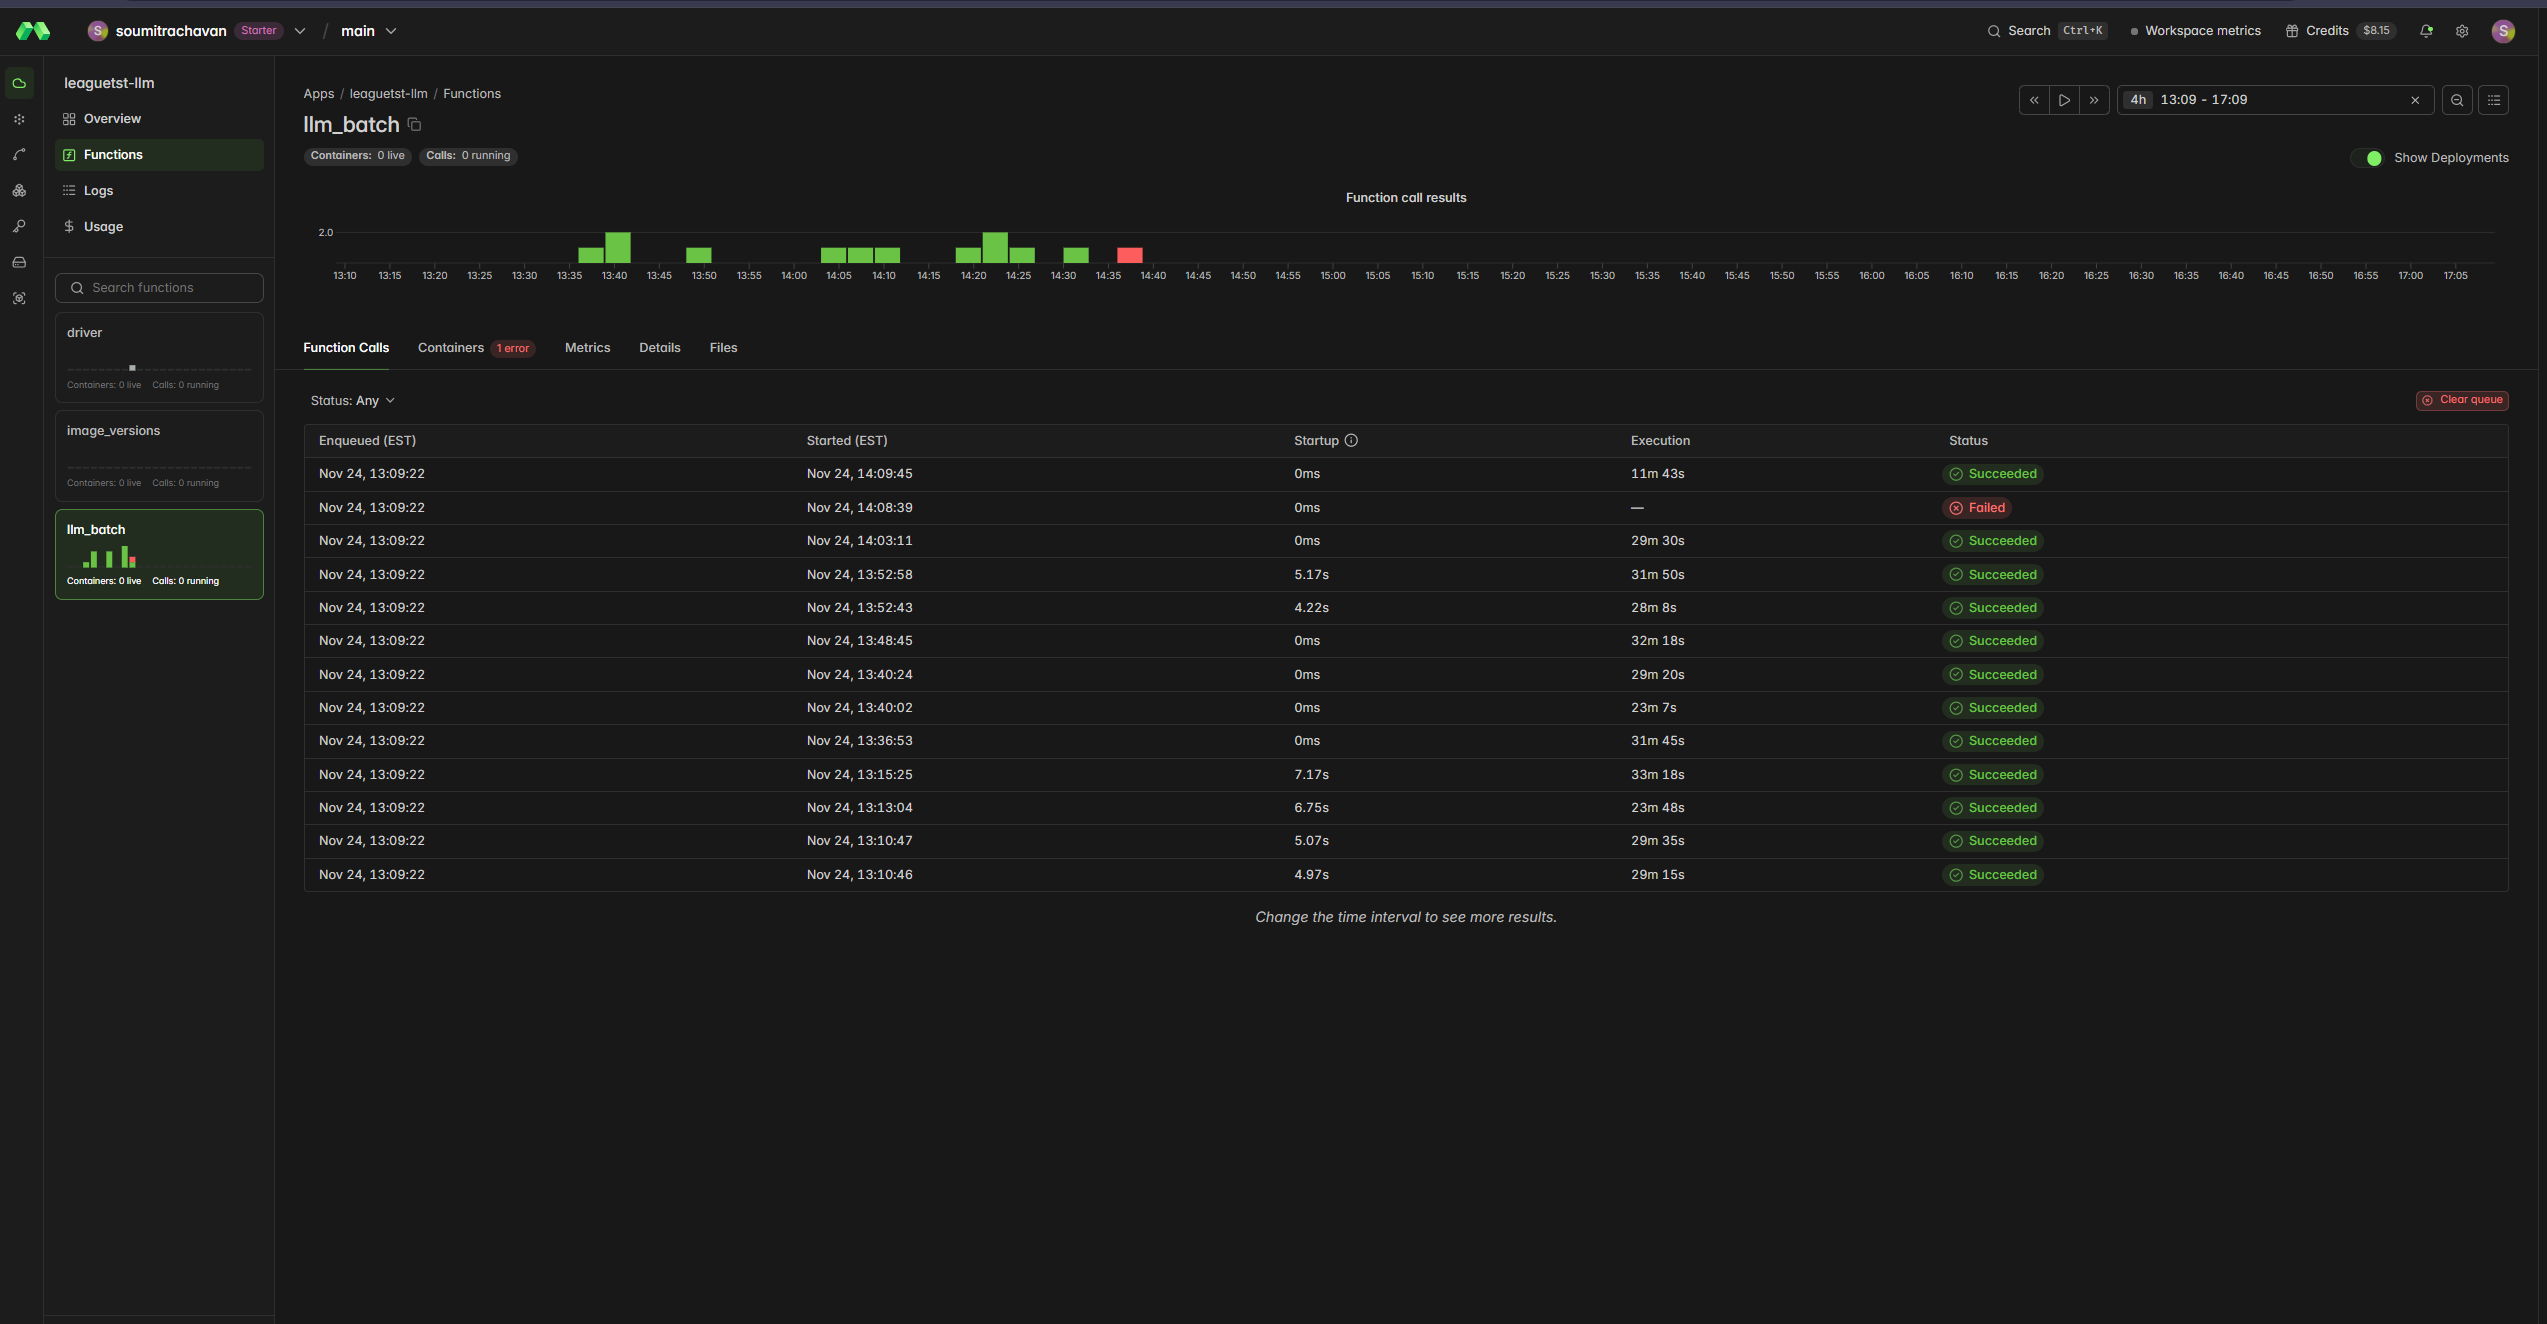 S soumitrachavan Starter / main
Search Ctrl+K Workspace metrics Credits $8.15 S
leaguetst-llm
Overview
Functions
Logs
Usage
Search functions
driver
Containers: 0 live Calls: 0 running
image_versions
Containers: 0 live Calls: 0 running
llm_batch
Containers: 0 live Calls: 0 running
Apps / leaguetst-llm / Functions
llm_batch
Containers: 0 live Calls: 0 running
4h 13:09 - 17:09
Show Deployments
Function call results
2.0
13:10 13:15 13:20 13:25 13:30 13:35 13:40 13:45 13:50 13:55 14:00 14:05 14:10 14:15 14:20 14:25 14:30 14:35 14:40 14:45 14:50 14:55 15:00 15:05 15:10 15:15 15:20 15:25 15:30 15:35 15:40 15:45 15:50 15:55 16:00 16:05 16:10 16:15 16:20 16:25 16:30 16:35 16:40 16:45 16:50 16:55 17:00 17:05
Function Calls Containers 1 error Metrics Details Files
Status: Any
Clear queue
Enqueued (EST) Started (EST) Startup Execution Status
Nov 24, 13:09:22 Nov 24, 14:09:45 0ms 11m 43s Succeeded
Nov 24, 13:09:22 Nov 24, 14:08:39 0ms — Failed
Nov 24, 13:09:22 Nov 24, 14:03:11 0ms 29m 30s Succeeded
Nov 24, 13:09:22 Nov 24, 13:52:58 5.17s 31m 50s Succeeded
Nov 24, 13:09:22 Nov 24, 13:52:43 4.22s 28m 8s Succeeded
Nov 24, 13:09:22 Nov 24, 13:48:45 0ms 32m 18s Succeeded
Nov 24, 13:09:22 Nov 24, 13:40:24 0ms 29m 20s Succeeded
Nov 24, 13:09:22 Nov 24, 13:40:02 0ms 23m 7s Succeeded
Nov 24, 13:09:22 Nov 24, 13:36:53 0ms 31m 45s Succeeded
Nov 24, 13:09:22 Nov 24, 13:15:25 7.17s 33m 18s Succeeded
Nov 24, 13:09:22 Nov 24, 13:13:04 6.75s 23m 48s Succeeded
Nov 24, 13:09:22 Nov 24, 13:10:47 5.07s 29m 35s Succeeded
Nov 24, 13:09:22 Nov 24, 13:10:46 4.97s 29m 15s Succeeded
Change the time interval to see more results.